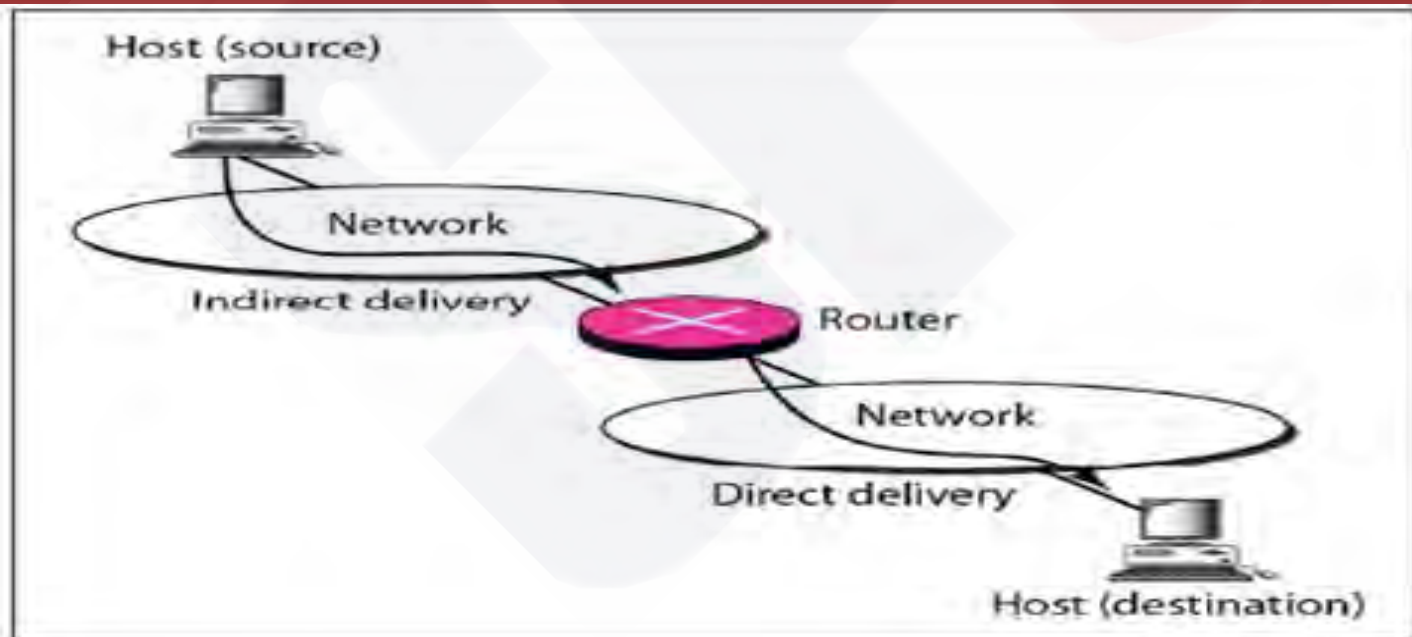 Host (source)
Network
Indirect delivery
Router
Network
Direct delivery
Host (destination)